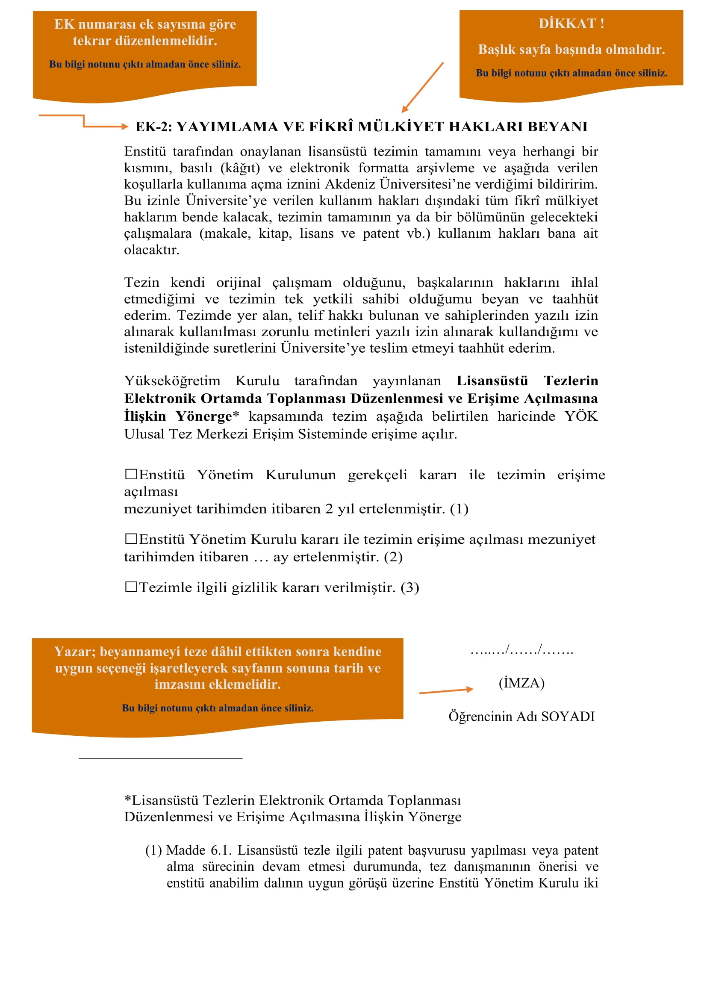 EK numarası ek sayısına göre
tekrar düzenlenmelidir.
Bu bilgi notunu çıktı almadan önce siliniz.
DİKKAT !
Başlık sayfa başında olmalıdır.
Bu bilgi notunu çıktı almadan önce siliniz.
EK-2: YAYIMLAMA VE FİKRÎ MÜLKİYET HAKLARI BEYANI
Enstitü tarafından onaylanan lisansüstü tezimin tamamını veya herhangi bir
kısmını, basılı (kâğıt) ve elektronik formatta arşivleme ve aşağıda verilen
koşullarla kullanıma açma iznini Akdeniz Üniversitesi’ne verdiğimi bildiririm.
Bu izinle Üniversite’ye verilen kullanım hakları dışındaki tüm fikrî mülkiyet
haklarım bende kalacak, tezimin tamamının ya da bir bölümünün gelecekteki
çalışmalara (makale, kitap, lisans ve patent vb.) kullanım hakları bana ait
olacaktır.
Tezin kendi orijinal çalışmam olduğunu, başkalarının haklarını ihlal
etmediğimi ve tezimin tek yetkili sahibi olduğumu beyan ve taahhüt
ederim. Tezimde yer alan, telif hakkı bulunan ve sahiplerinden yazılı izin
alınarak kullanılması zorunlu metinleri yazılı izin alınarak kullandığımı ve
istenildiğinde suretlerini Üniversite’ye teslim etmeyi taahhüt ederim.
Yükseköğretim Kurulu tarafından yayınlanan Lisansüstü Tezlerin
Elektronik Ortamda Toplanması Düzenlenmesi ve Erişime Açılmasına
İlişkin Yönerge* kapsamında tezim aşağıda belirtilen haricinde YÖK
Ulusal Tez Merkezi Erişim Sisteminde erişime açılır.
☐Enstitü Yönetim Kurulunun gerekçeli kararı ile tezimin erişime
açılması
mezuniyet tarihimden itibaren 2 yıl ertelenmiştir. (1)
☐Enstitü Yönetim Kurulu kararı ile tezimin erişime açılması mezuniyet
tarihimden itibaren … ay ertelenmiştir. (2)
☐Tezimle ilgili gizlilik kararı verilmiştir. (3)
Yazar; beyannameyi teze dâhil ettikten sonra kendine
uygun seçeneği işaretleyerek sayfanın sonuna tarih ve
imzasını eklemelidir.
Bu bilgi notunu çıktı almadan önce siliniz.
…..…/……/…….
(İMZA)
Öğrencinin Adı SOYADI
*Lisansüstü Tezlerin Elektronik Ortamda Toplanması
Düzenlenmesi ve Erişime Açılmasına İlişkin Yönerge
(1) Madde 6.1. Lisansüstü tezle ilgili patent başvurusu yapılması veya patent
alma sürecinin devam etmesi durumunda, tez danışmanının önerisi ve
enstitü anabilim dalının uygun görüşü üzerine Enstitü Yönetim Kurulu iki